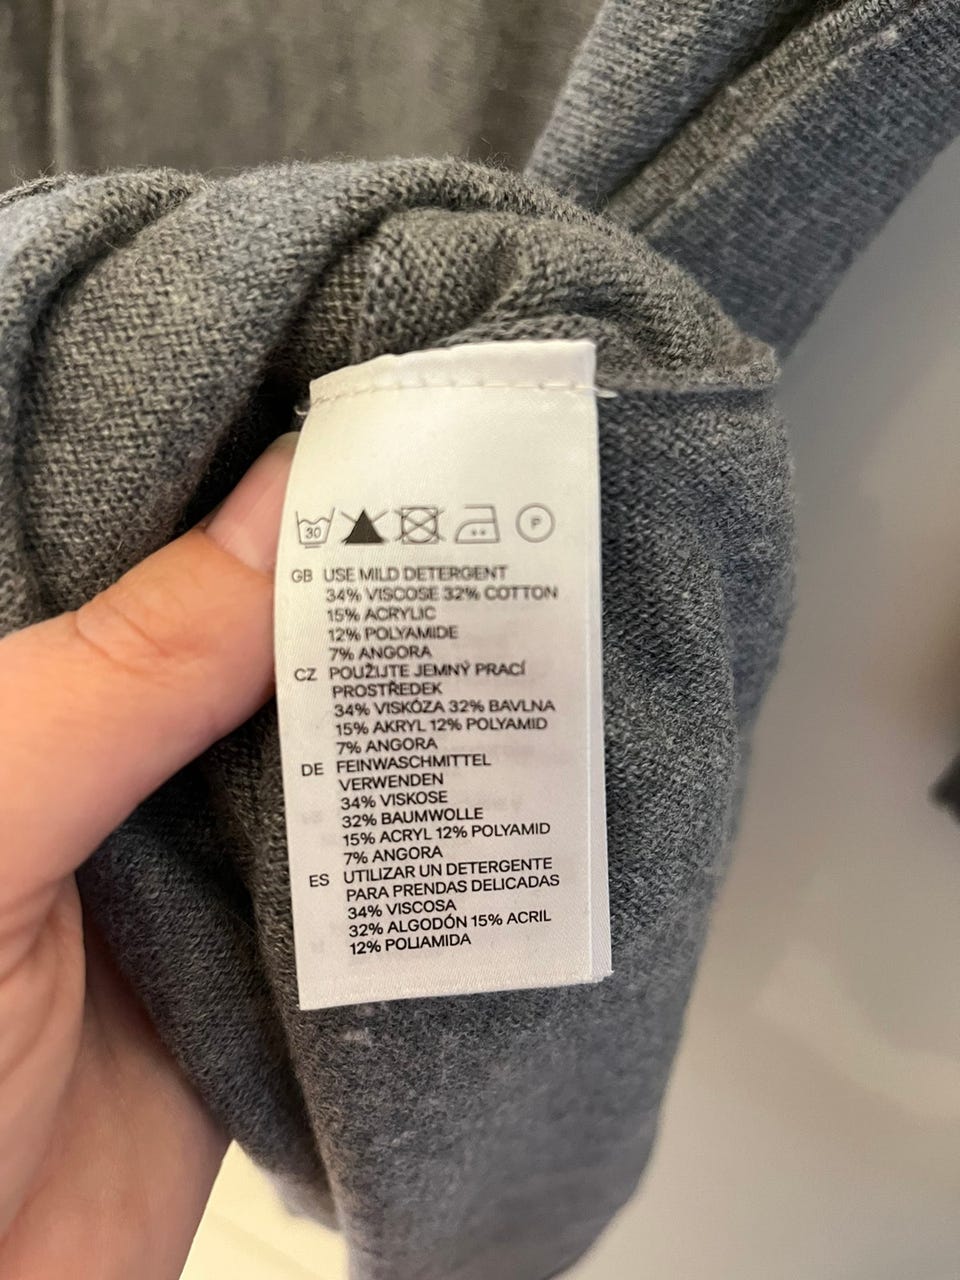 30
P
GB USE MILD DETERGENT
34% VISCOSE 32% COTTON
15% ACRYLIC
12% POLYAMIDE
7% ANGORA
CZ POUŽIJTE JEMNÝ PRACÍ
PROSTŘEDEK
34% VISKÓZA 32% BAVLNA
15% AKRYL 12% POLYAMID
7% ANGORA
DE FEINWASCHMITTEL
VERWENDEN
34% VISKOSE
32% BAUMWOLLE
15% ACRYL 12% POLYAMID
7% ANGORA
ES UTILIZAR UN DETERGENTE
PARA PRENDAS DELICADAS
34% VISCOSA
32% ALGODÓN 15% ACRIL
12% POLIAMIDA